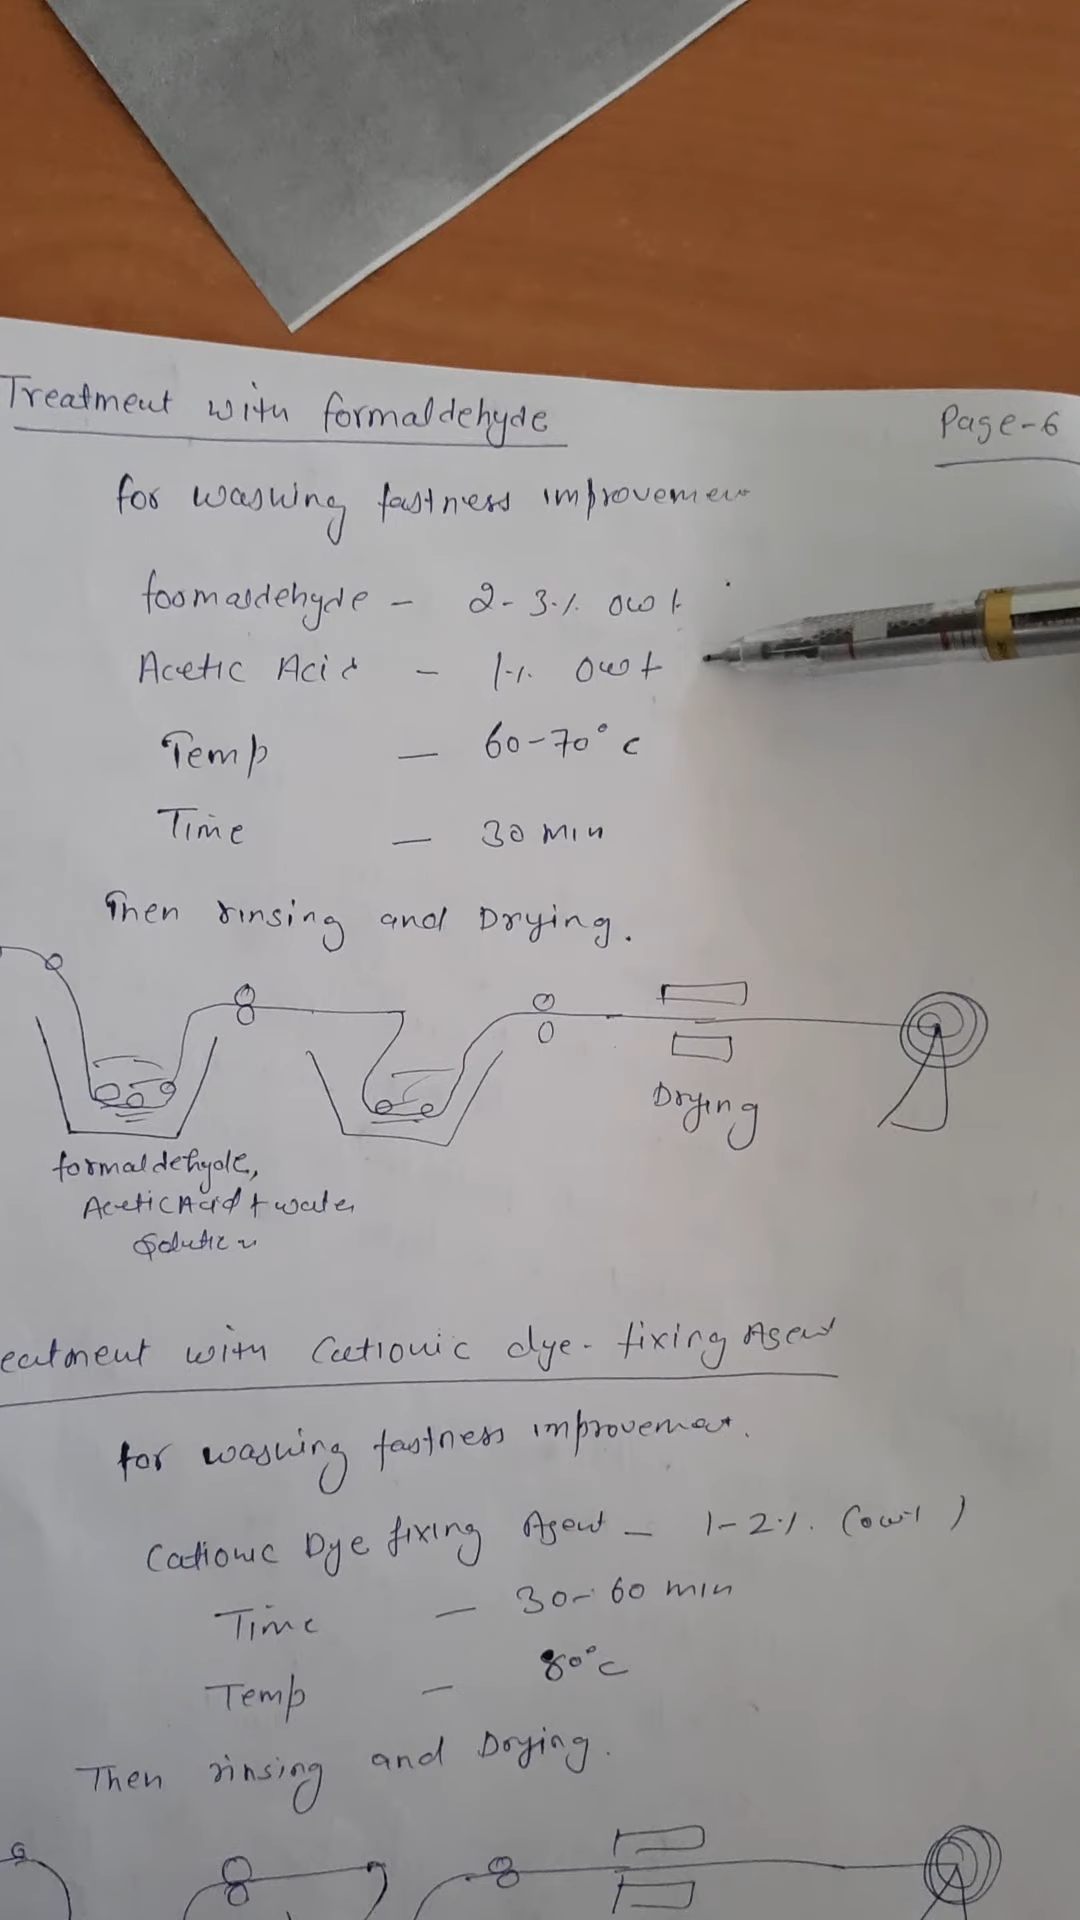 Treatment with formaldehyde
Page-6
for washing fastness improvement
formaldehyde - 2-3% owt
Acetic Acid - 1% owt
Temp - 60-70°c
Time - 30 min
Then rinsing and Drying.
Drying
formaldehyde,
Acetic Acid + water
Solution
eatment with Cationic dye-fixing Agent
for washing fastness improvement.
Cationic Dye fixing Agent - 1-2% (owt)
Time - 30-60 min
Temp - 80°c
Then rinsing and Drying.